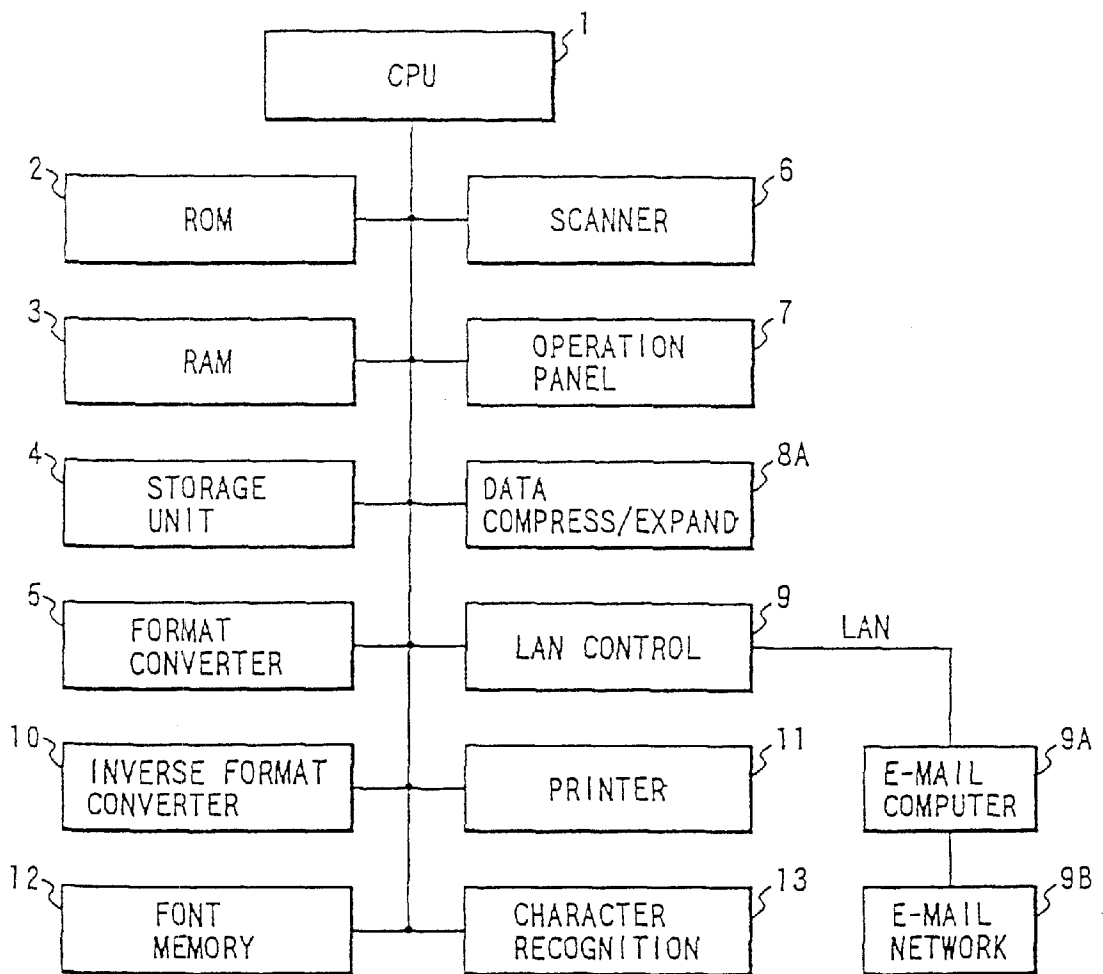 1
CPU
2
ROM
6
SCANNER
3
RAM
7
OPERATION
PANEL
4
STORAGE
UNIT
8A
DATA
COMPRESS/EXPAND
5
FORMAT
CONVERTER
9
LAN CONTROL
LAN
10
INVERSE FORMAT
CONVERTER
11
PRINTER
9A
E-MAIL
COMPUTER
12
FONT
MEMORY
13
CHARACTER
RECOGNITION
9B
E-MAIL
NETWORK